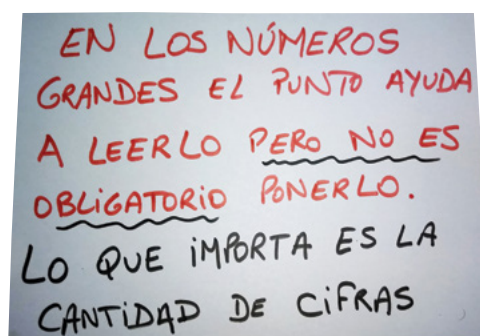 EN LOS NÚMEROS
GRANDES EL PUNTO AYUDA
A LEERLO PERO NO ES
OBLIGATORIO PONERLO.
LO QUE IMPORTA ES LA
CANTIDAD DE CIFRAS